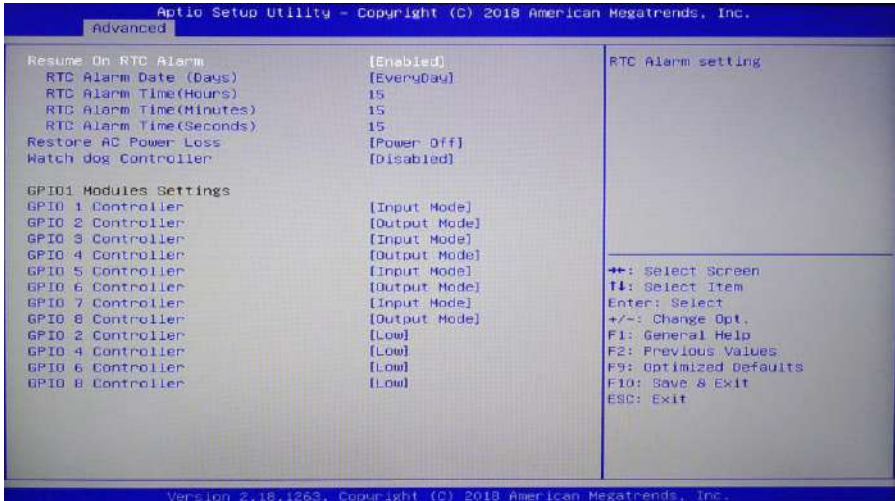 Aptio Setup Utility – Copyright (C) 2018 American Megatrends, Inc.
Advanced
Resume On RTC Alarm [Enabled]
RTC Alarm Date (Days) [EveryDay]
RTC Alarm Time(Hours) 15
RTC Alarm Time(Minutes) 15
RTC Alarm Time(Seconds) 15
Restore AC Power Loss [Power Off]
Watch dog Controller [Disabled]
GPIO1 Modules Settings
GPIO 1 Controller [Input Mode]
GPIO 2 Controller [Output Mode]
GPIO 3 Controller [Input Mode]
GPIO 4 Controller [Output Mode]
GPIO 5 Controller [Input Mode]
GPIO 6 Controller [Output Mode]
GPIO 7 Controller [Input Mode]
GPIO 8 Controller [Output Mode]
GPIO 2 Controller [Low]
GPIO 4 Controller [Low]
GPIO 6 Controller [Low]
GPIO 8 Controller [Low]
RTC Alarm setting
→←: Select Screen
↑↓: Select Item
Enter: Select
+/-: Change Opt.
F1: General Help
F2: Previous Values
F9: Optimized Defaults
F10: Save & Exit
ESC: Exit
Version 2.18.1263. Copyright (C) 2018 American Megatrends, Inc.